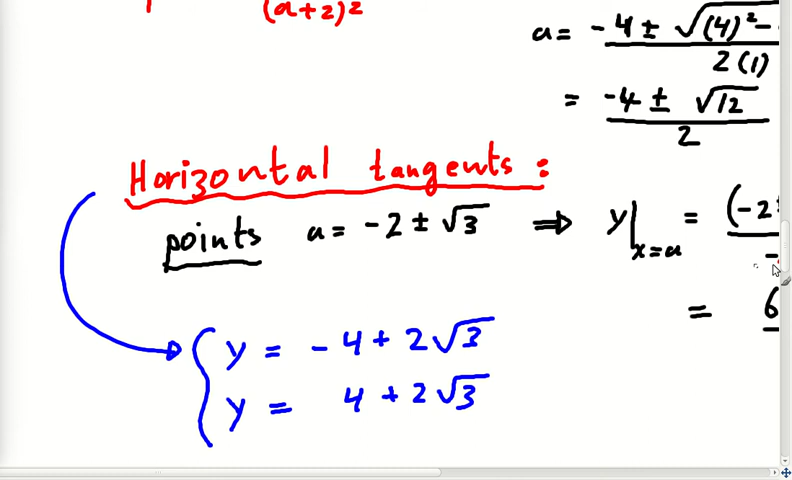 (a+2)²
a = -4 ± √(4)² -
2(1)
= -4 ± √12
2
Horizontal tangents :
points a = -2 ± √3 ⇒ y|x=a = (-2
-
= 6
y = -4 + 2√3
y = 4 + 2√3